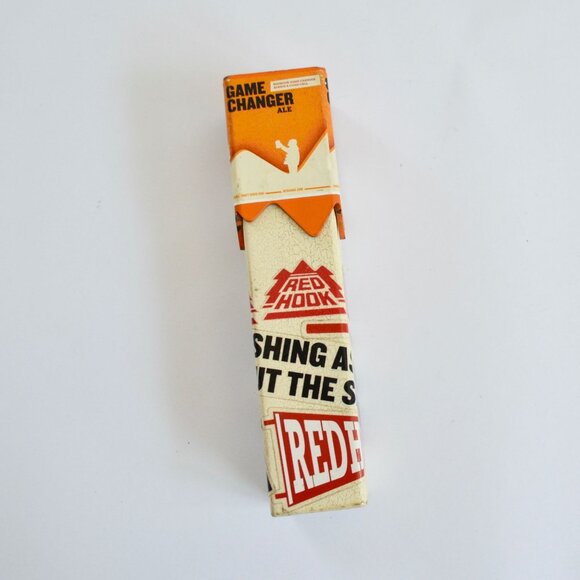 GAME
CHANGER
ALE
RED
HOOK
SHING AS
UT THE S
REDH